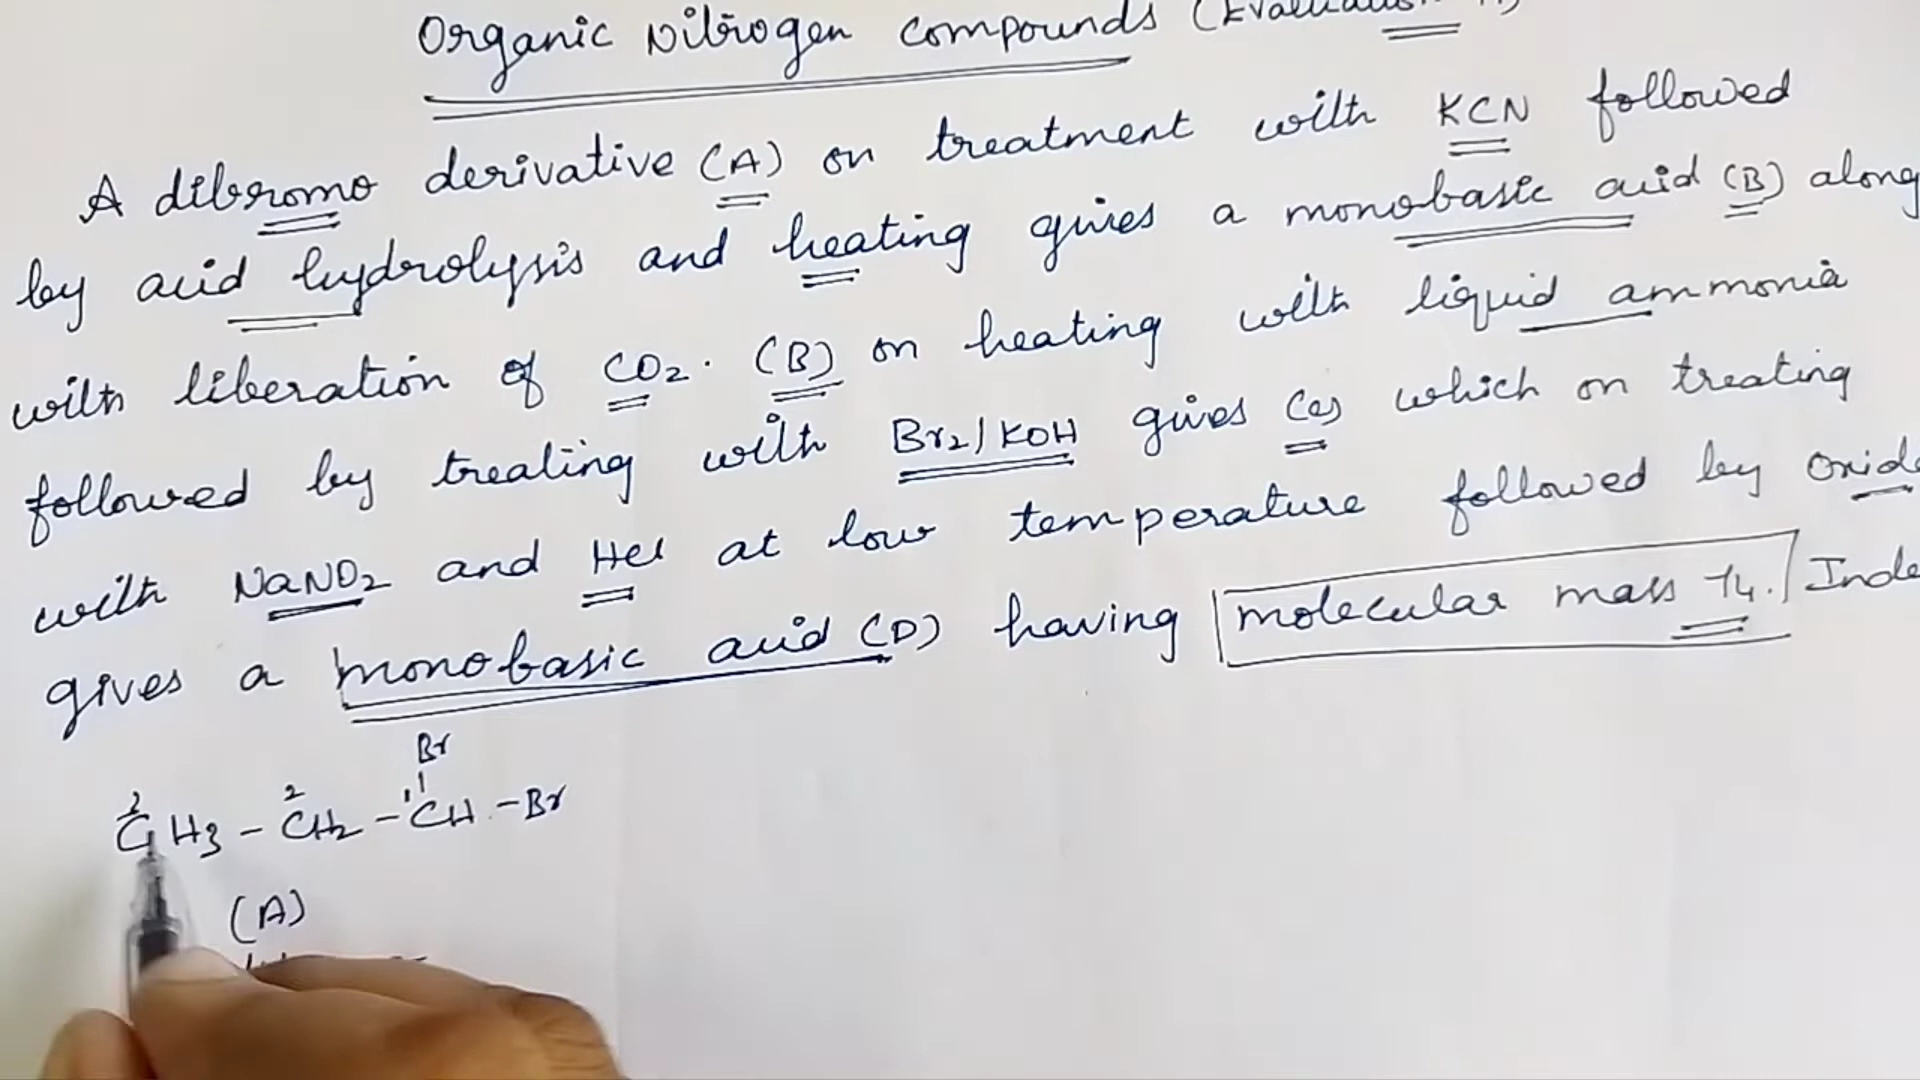 Organic Nitrogen compounds
A dibromo derivative (A) on treatment with KCN followed
by acid hydrolysis and heating gives a monobasic acid (B) along
with liberation of CO2. (B) on heating with liquid ammonia
followed by treating with Br2/KOH gives (C) which on treating
with NaNO2 and HCl at low temperature followed by Oxid
gives a monobasic acid (D) having molecular mass 74. Inde
Br
3 2 1
CH3 - CH2 - CH - Br
(A)